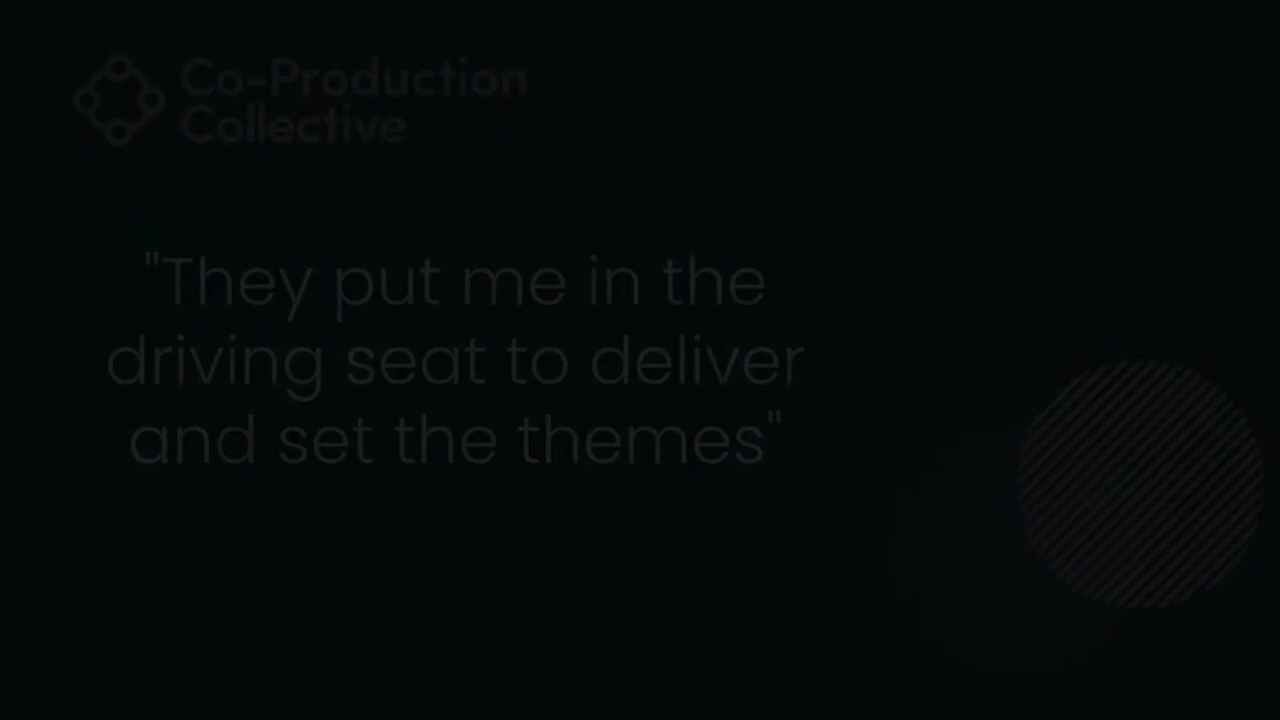 Co-Production
Collective
"They put me in the
driving seat to deliver
and set the themes"